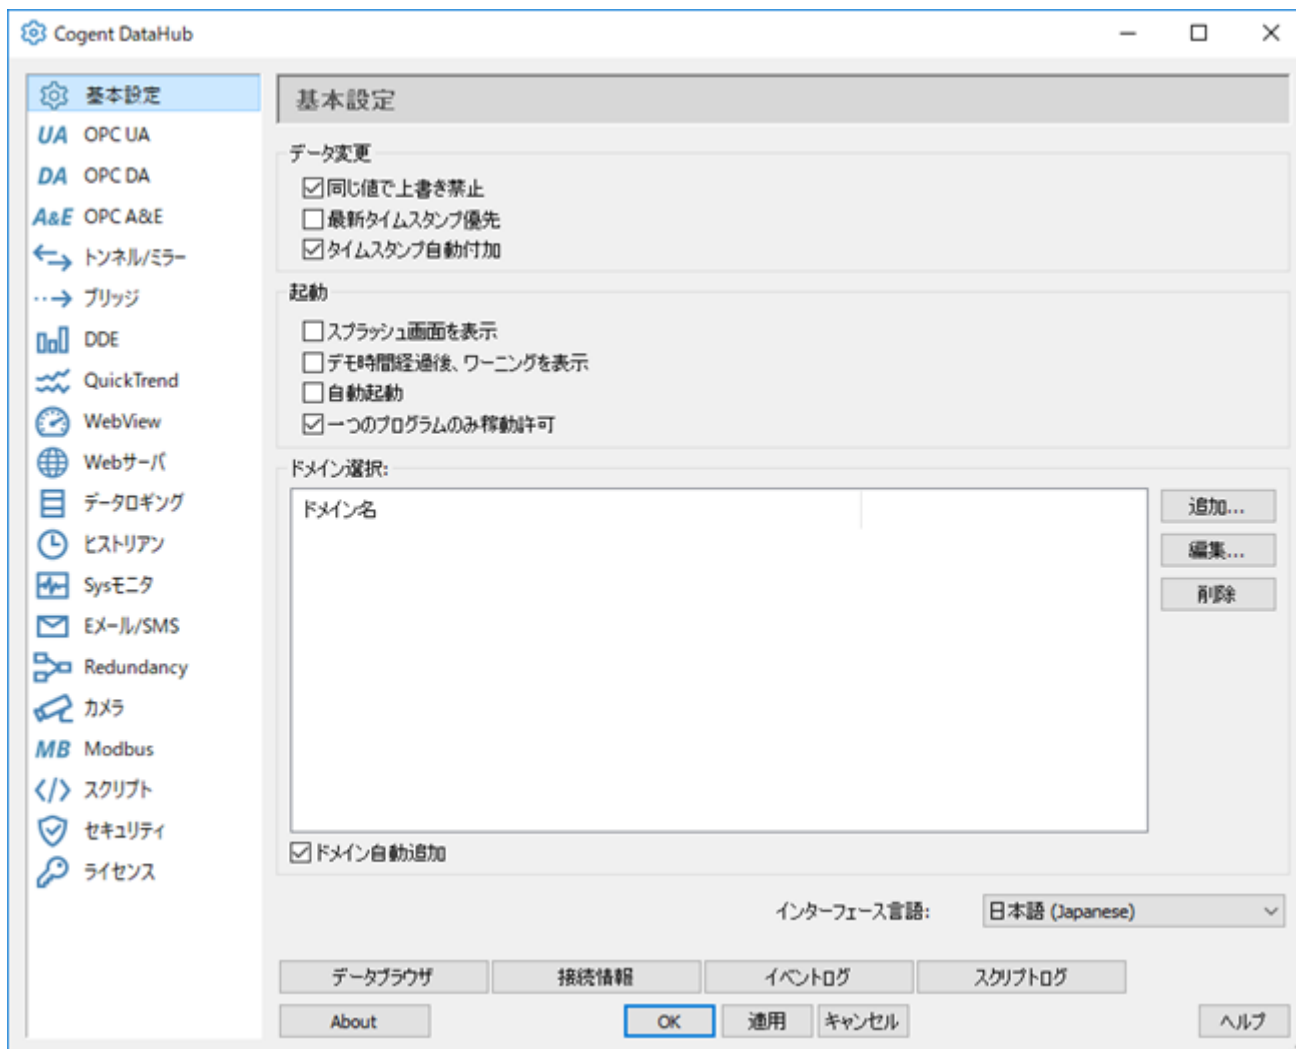 Cogent DataHub
基本設定
UA OPC UA
DA OPC DA
A&E OPC A&E
トンネル/ミラー
ブリッジ
DDE
QuickTrend
WebView
Webサーバ
データロギング
ヒストリアン
Sysモニタ
Eメール/SMS
Redundancy
カメラ
MB Modbus
</> スクリプト
セキュリティ
ライセンス
基本設定
データ変更
同じ値で上書き禁止
最新タイムスタンプ優先
タイムスタンプ自動付加
起動
スプラッシュ画面を表示
デモ時間経過後、ワーニングを表示
自動起動
一つのプログラムのみ稼動許可
ドメイン選択:
ドメイン名
追加...
編集...
削除
ドメイン自動追加
インターフェース言語: 日本語 (Japanese)
データブラウザ 接続情報 イベントログ スクリプトログ
About OK 適用 キャンセル ヘルプ